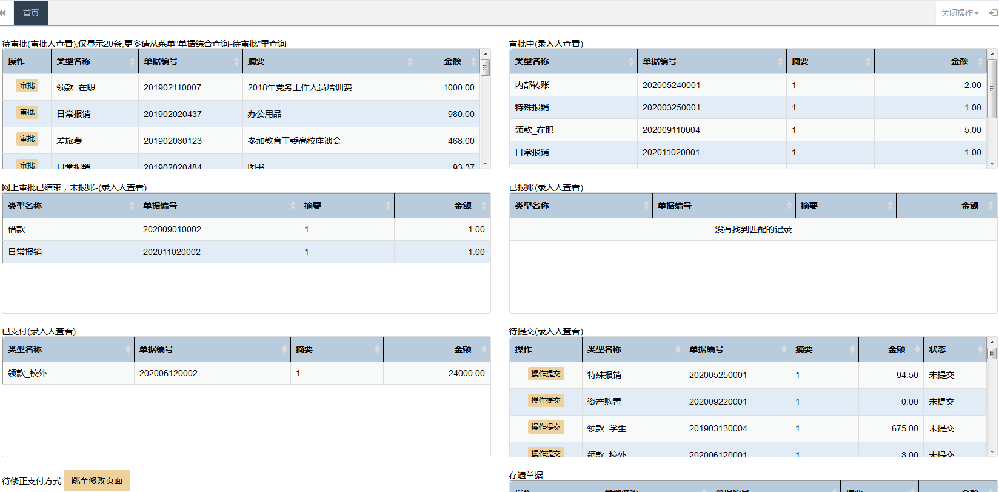 首页
关闭操作
待审批(审批人查看),仅显示20条,更多请从菜单"单据综合查询-待审批"里查询
操作 类型名称 单据编号 摘要 金额
审批 领款_在职 201902110007 2018年党务工作人员培训费 1000.00
审批 日常报销 201902020437 办公用品 980.00
审批 差旅费 201902030123 参加教育工委高校座谈会 468.00
审批 日常报销 201902020484 图书 93.37
审批中(录入人查看)
类型名称 单据编号 摘要 金额
内部转账 202005240001 1 2.00
特殊报销 202003250001 1 1.00
领款_在职 202009110004 1 5.00
日常报销 202011020001 1 1.00
网上审批已结束，未报账-(录入人查看)
类型名称 单据编号 摘要 金额
借款 202009010002 1 1.00
日常报销 202011020002 1 1.00
已报账(录入人查看)
类型名称 单据编号 摘要 金额
没有找到匹配的记录
已支付(录入人查看)
类型名称 单据编号 摘要 金额
领款_校外 202006120002 1 24000.00
待提交(录入人查看)
操作 类型名称 单据编号 摘要 金额 状态
操作提交 特殊报销 202005250001 1 94.50 未提交
操作提交 资产购置 202009220001 1 0.00 未提交
操作提交 领款_学生 201903130004 1 675.00 未提交
操作提交 领款_校外 202006120001 1 3.00 未提交
待修正支付方式 跳至修改页面
存遗单据
操作 类型名称 单据编号 摘要 金额